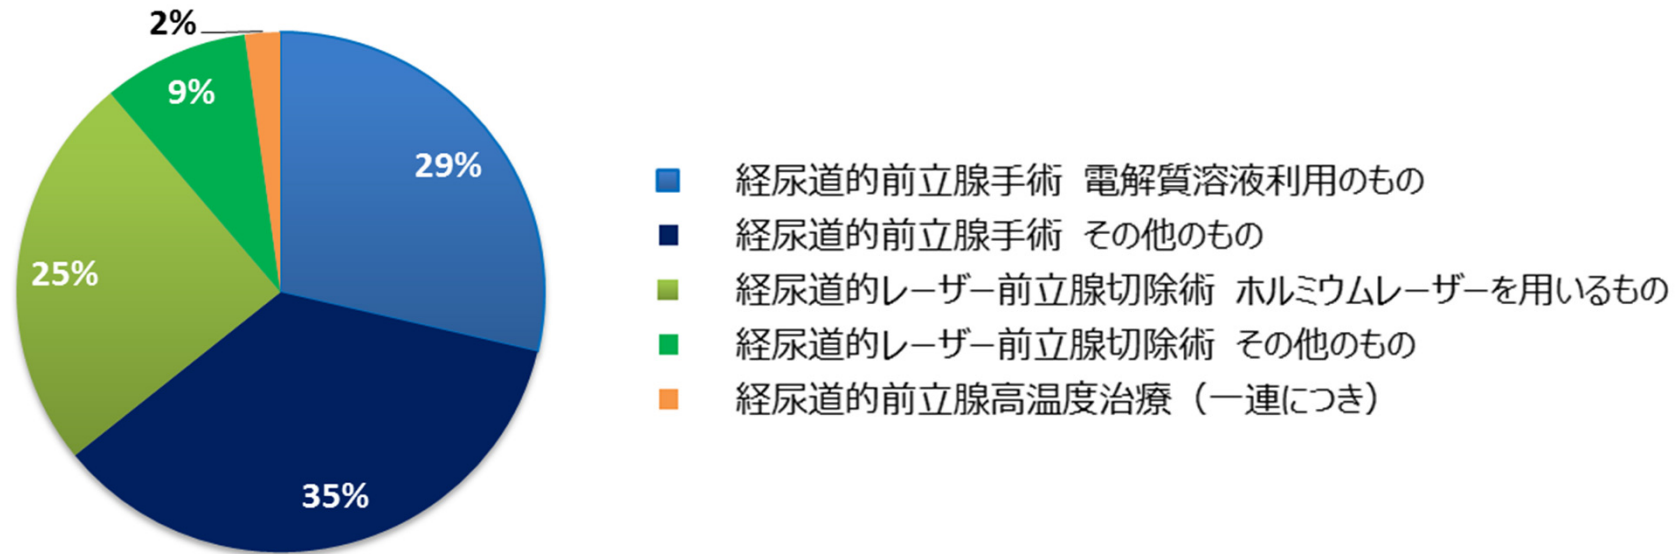 2%
9%
29%
25%
35%
経尿道的前立腺手術 電解質溶液利用のもの
経尿道的前立腺手術 その他のもの
経尿道的レーザー前立腺切除術 ホルミウムレーザーを用いるもの
経尿道的レーザー前立腺切除術 その他のもの
経尿道的前立腺高温度治療（一連につき）